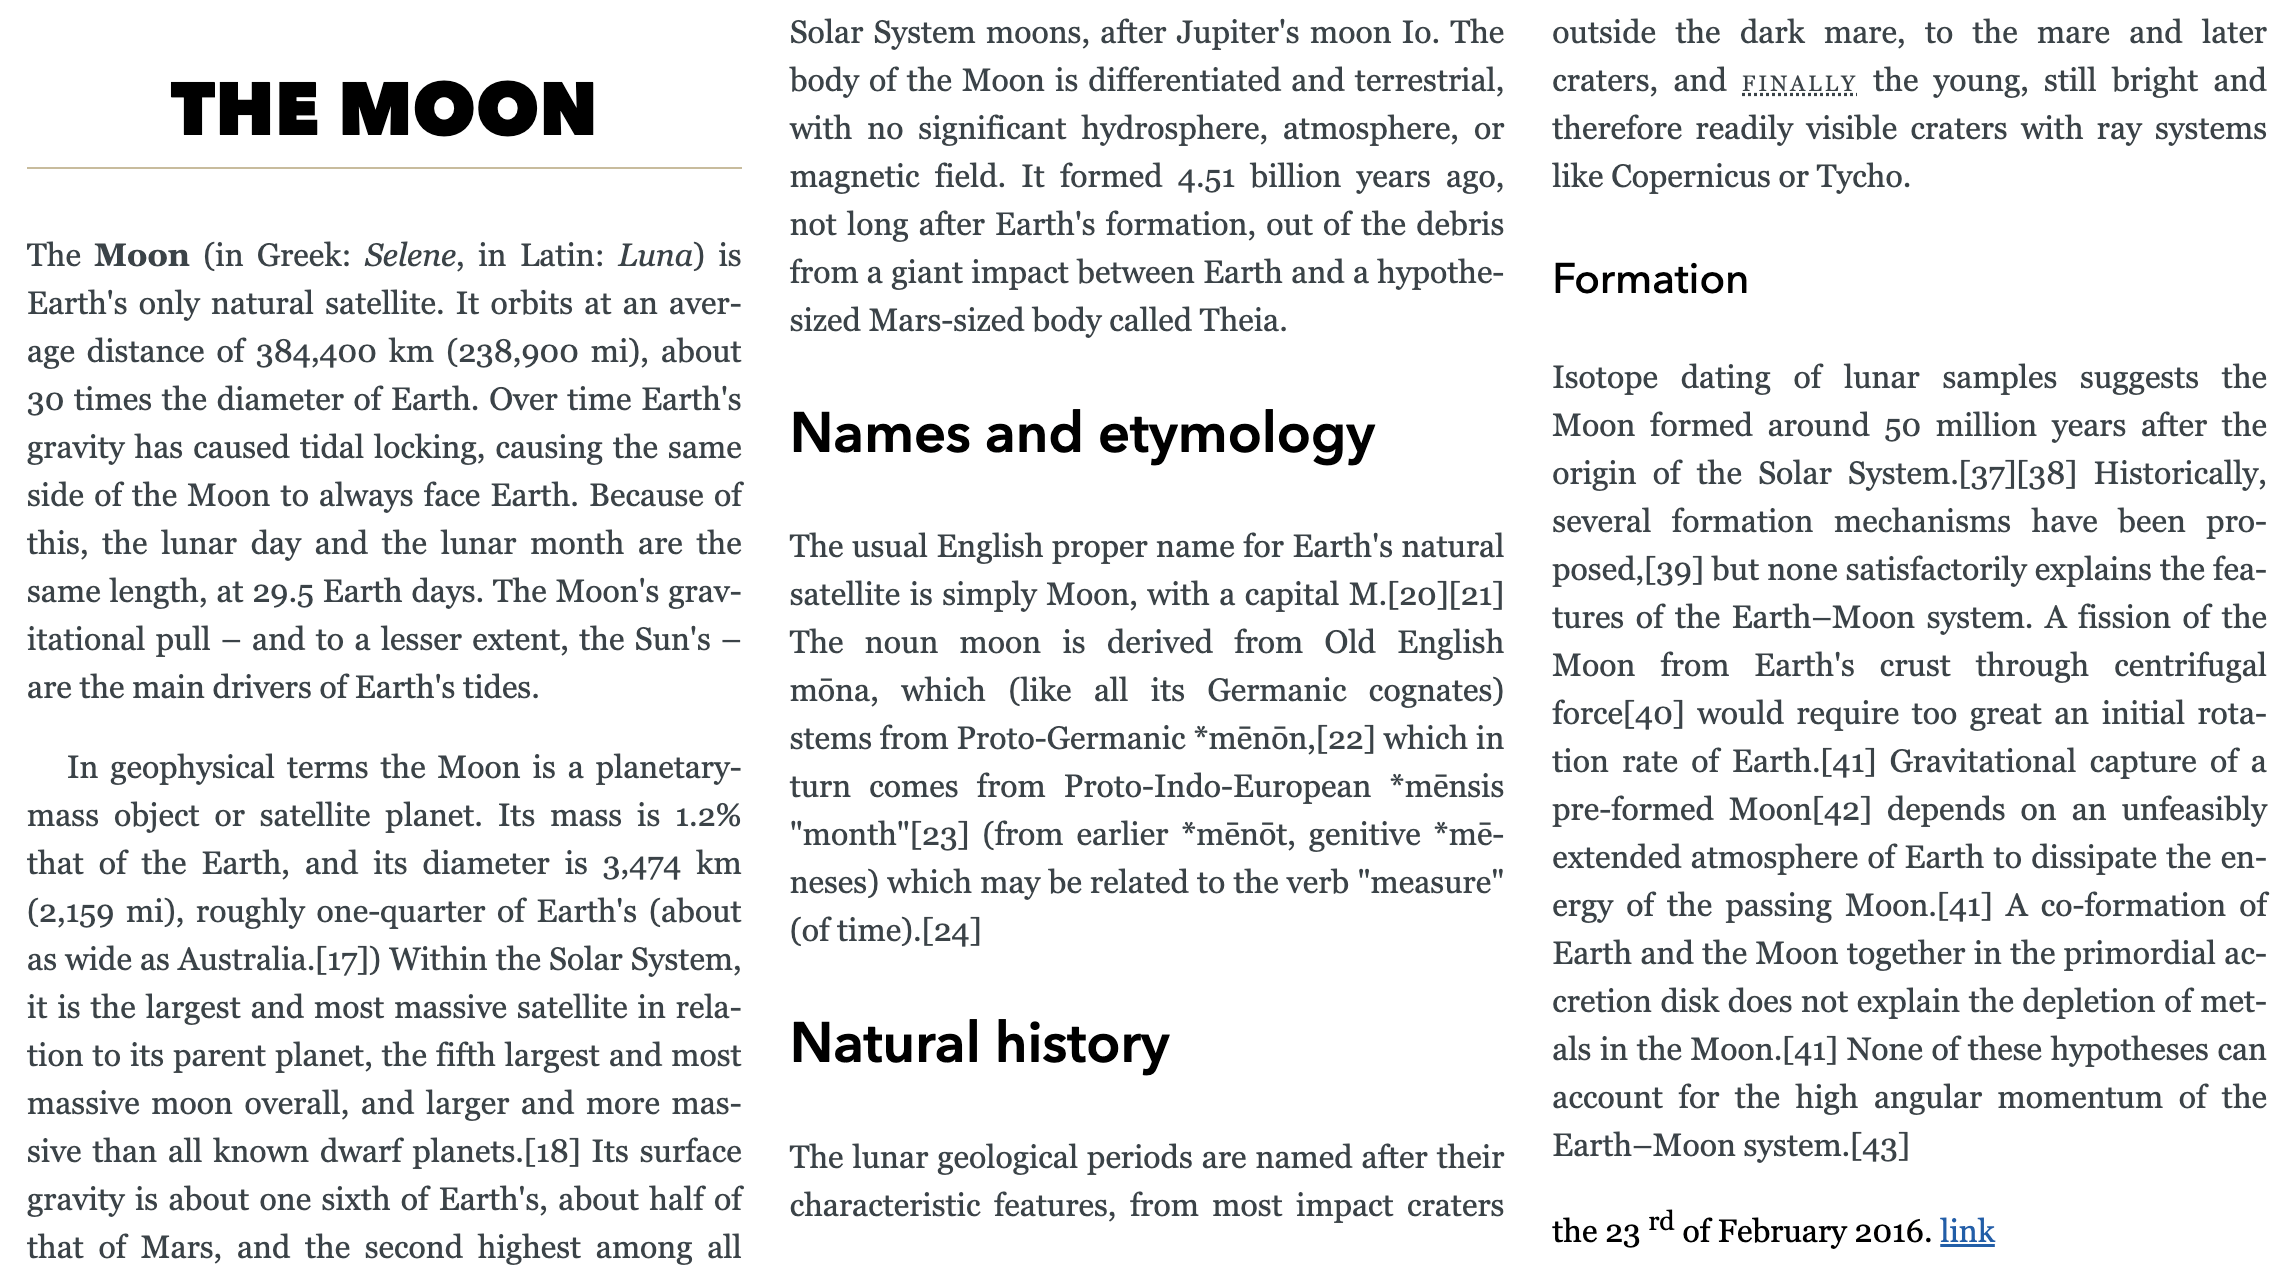 THE MOON
The Moon (in Greek: Selene, in Latin: Luna) is
Earth's only natural satellite. It orbits at an aver-
age distance of 384,400 km (238,900 mi), about
30 times the diameter of Earth. Over time Earth's
gravity has caused tidal locking, causing the same
side of the Moon to always face Earth. Because of
this, the lunar day and the lunar month are the
same length, at 29.5 Earth days. The Moon's grav-
itational pull – and to a lesser extent, the Sun's –
are the main drivers of Earth's tides.
In geophysical terms the Moon is a planetary-
mass object or satellite planet. Its mass is 1.2%
that of the Earth, and its diameter is 3,474 km
(2,159 mi), roughly one-quarter of Earth's (about
as wide as Australia.[17]) Within the Solar System,
it is the largest and most massive satellite in rela-
tion to its parent planet, the fifth largest and most
massive moon overall, and larger and more mas-
sive than all known dwarf planets.[18] Its surface
gravity is about one sixth of Earth's, about half of
that of Mars, and the second highest among all
Solar System moons, after Jupiter's moon Io. The
body of the Moon is differentiated and terrestrial,
with no significant hydrosphere, atmosphere, or
magnetic field. It formed 4.51 billion years ago,
not long after Earth's formation, out of the debris
from a giant impact between Earth and a hypothe-
sized Mars-sized body called Theia.
Names and etymology
The usual English proper name for Earth's natural
satellite is simply Moon, with a capital M.[20][21]
The noun moon is derived from Old English
mōna, which (like all its Germanic cognates)
stems from Proto-Germanic *mēnōn,[22] which in
turn comes from Proto-Indo-European *mēnsis
"month"[23] (from earlier *mēnōt, genitive *mē-
neses) which may be related to the verb "measure"
(of time).[24]
Natural history
The lunar geological periods are named after their
characteristic features, from most impact craters
outside the dark mare, to the mare and later
craters, and FINALLY the young, still bright and
therefore readily visible craters with ray systems
like Copernicus or Tycho.
Formation
Isotope dating of lunar samples suggests the
Moon formed around 50 million years after the
origin of the Solar System.[37][38] Historically,
several formation mechanisms have been pro-
posed,[39] but none satisfactorily explains the fea-
tures of the Earth–Moon system. A fission of the
Moon from Earth's crust through centrifugal
force[40] would require too great an initial rota-
tion rate of Earth.[41] Gravitational capture of a
pre-formed Moon[42] depends on an unfeasibly
extended atmosphere of Earth to dissipate the en-
ergy of the passing Moon.[41] A co-formation of
Earth and the Moon together in the primordial ac-
cretion disk does not explain the depletion of met-
als in the Moon.[41] None of these hypotheses can
account for the high angular momentum of the
Earth–Moon system.[43]
the 23 rd of February 2016. link